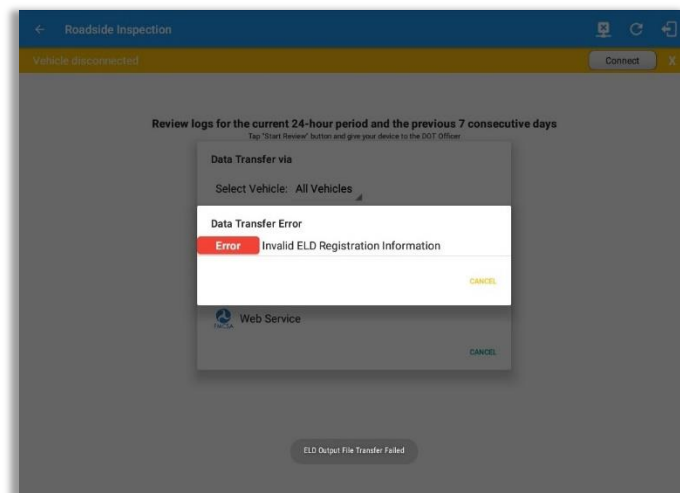 Roadside Inspection
Vehicle disconnected
Connect X
Review logs for the current 24-hour period and the previous 7 consecutive days
Tap "Start Review" button and give your device to the DOT Officer
Data Transfer via
Select Vehicle: All Vehicles
Data Transfer Error
Error Invalid ELD Registration Information
CANCEL
FMCSA Web Service
CANCEL
ELD Output File Transfer Failed